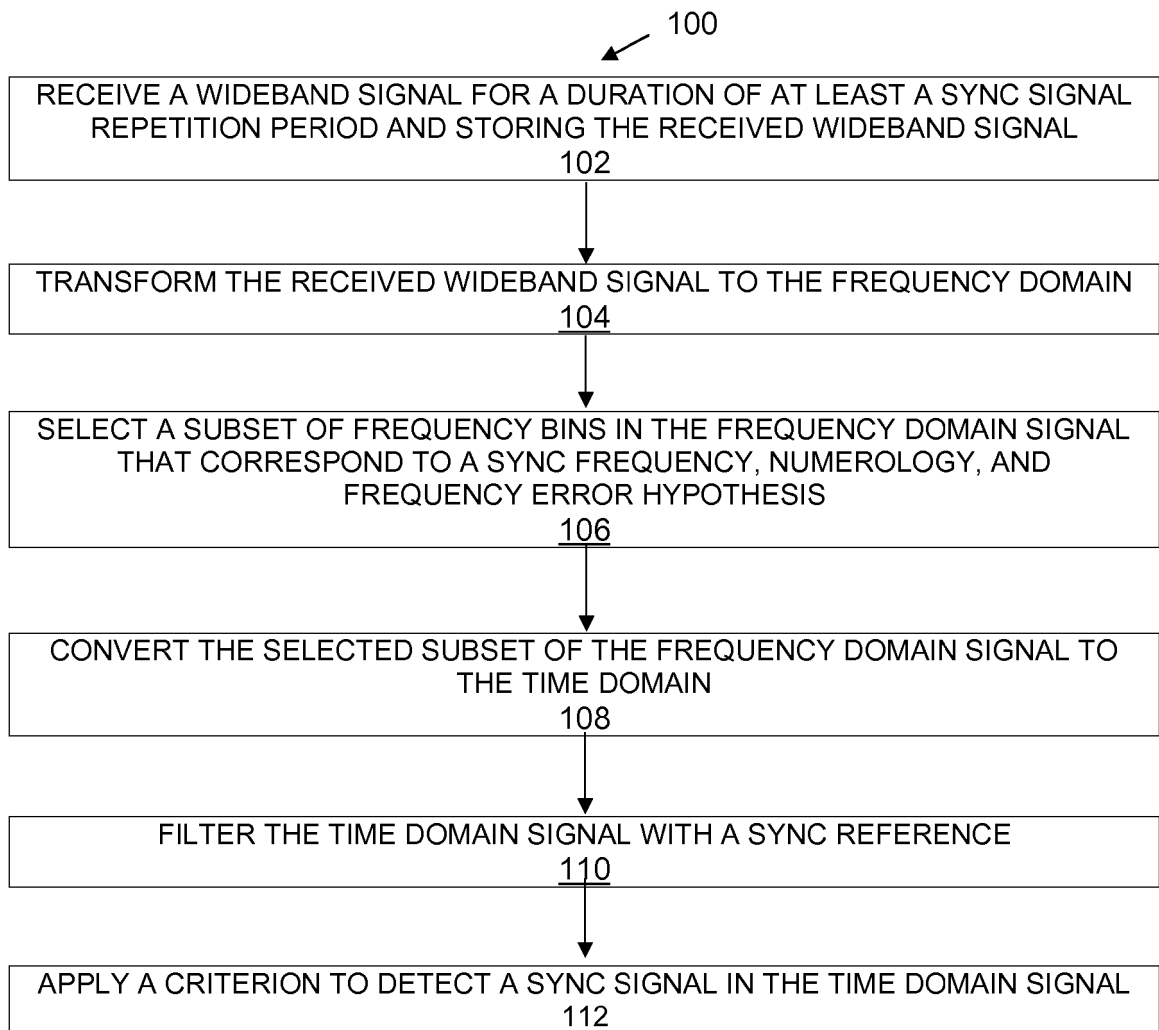 100
RECEIVE A WIDEBAND SIGNAL FOR A DURATION OF AT LEAST A SYNC SIGNAL
REPETITION PERIOD AND STORING THE RECEIVED WIDEBAND SIGNAL
102
TRANSFORM THE RECEIVED WIDEBAND SIGNAL TO THE FREQUENCY DOMAIN
104
SELECT A SUBSET OF FREQUENCY BINS IN THE FREQUENCY DOMAIN SIGNAL
THAT CORRESPOND TO A SYNC FREQUENCY, NUMEROLOGY, AND
FREQUENCY ERROR HYPOTHESIS
106
CONVERT THE SELECTED SUBSET OF THE FREQUENCY DOMAIN SIGNAL TO
THE TIME DOMAIN
108
FILTER THE TIME DOMAIN SIGNAL WITH A SYNC REFERENCE
110
APPLY A CRITERION TO DETECT A SYNC SIGNAL IN THE TIME DOMAIN SIGNAL
112